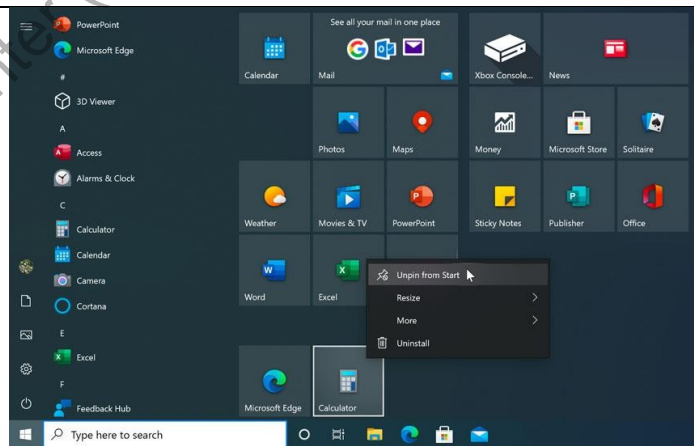 PowerPoint
Microsoft Edge
#
3D Viewer
A
Access
Alarms & Clock
C
Calculator
Calendar
Camera
Cortana
E
Excel
F
Feedback Hub
See all your mail in one place
Calendar
Mail
Xbox Console...
News
Photos
Maps
Money
Microsoft Store
Solitaire
Weather
Movies & TV
PowerPoint
Sticky Notes
Publisher
Office
Word
Excel
Unpin from Start
Resize
More
Uninstall
Microsoft Edge
Calculator
Type here to search